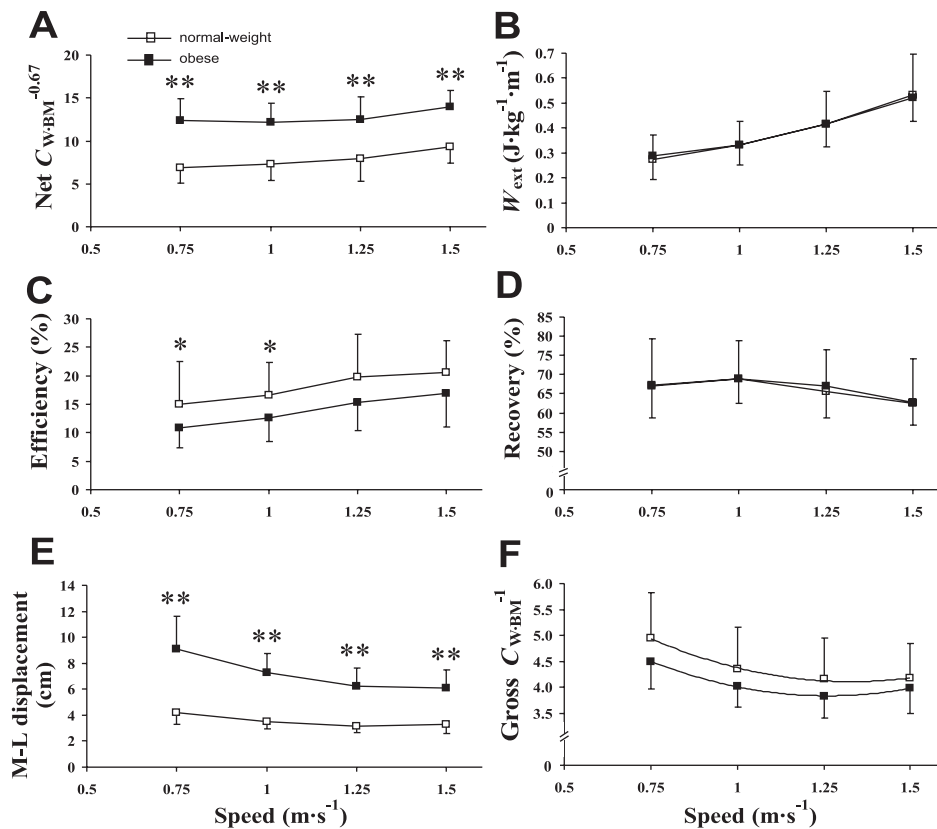 A
normal-weight
obese
Net C_W·BM^-0.67
20
15
10
5
0
** ** ** **
0.5 0.75 1 1.25 1.5
B
W_ext (J·kg^-1·m^-1)
0.7
0.6
0.5
0.4
0.3
0.2
0.1
0
0.5 0.75 1 1.25 1.5
C
Efficiency (%)
30
25
20
15
10
5
0
* *
0.5 0.75 1 1.25 1.5
D
Recovery (%)
85
80
75
70
65
60
55
50
0
0.5 0.75 1 1.25 1.5
E
M-L displacement
(cm)
14
12
10
8
6
4
2
0
** ** ** **
0.5 0.75 1 1.25 1.5
Speed (m·s^-1)
F
Gross C_W·BM^-1
6.0
5.5
5.0
4.5
4.0
3.5
0
0.5 0.75 1 1.25 1.5
Speed (m·s^-1)